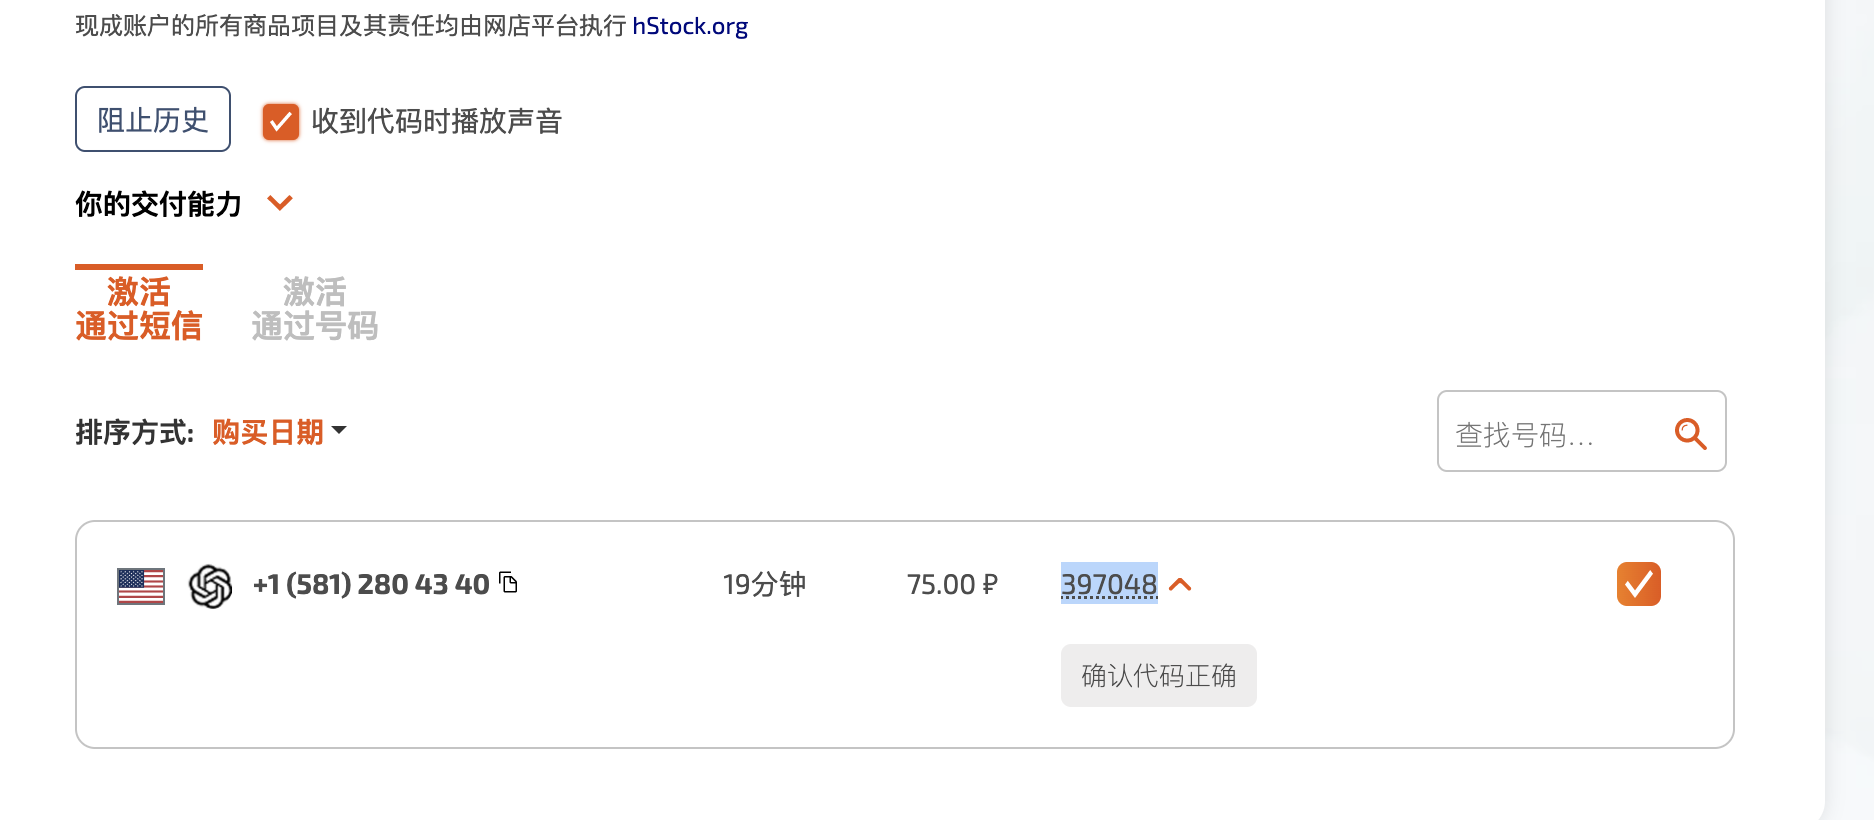 现成账户的所有商品项目及其责任均由网店平台执行 hStock.org
阻止历史
收到代码时播放声音
你的交付能力
激活
通过短信
激活
通过号码
排序方式: 购买日期
查找号码...
+1 (581) 280 43 40
19分钟
75.00 ₽
397048
确认代码正确